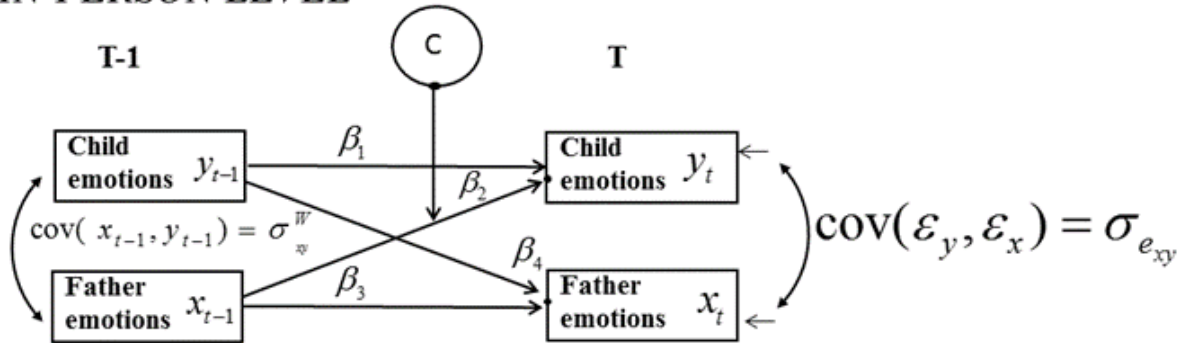 IN-PERSON LEVEL
T-1
C
T
Child emotions y_{t-1}
β_1
β_2
Child emotions y_t
cov( x_{t-1}, y_{t-1}) = σ^W_{xy}
cov(ε_y, ε_x) = σ_{e_{xy}}
β_4
Father emotions x_{t-1}
β_3
Father emotions x_t